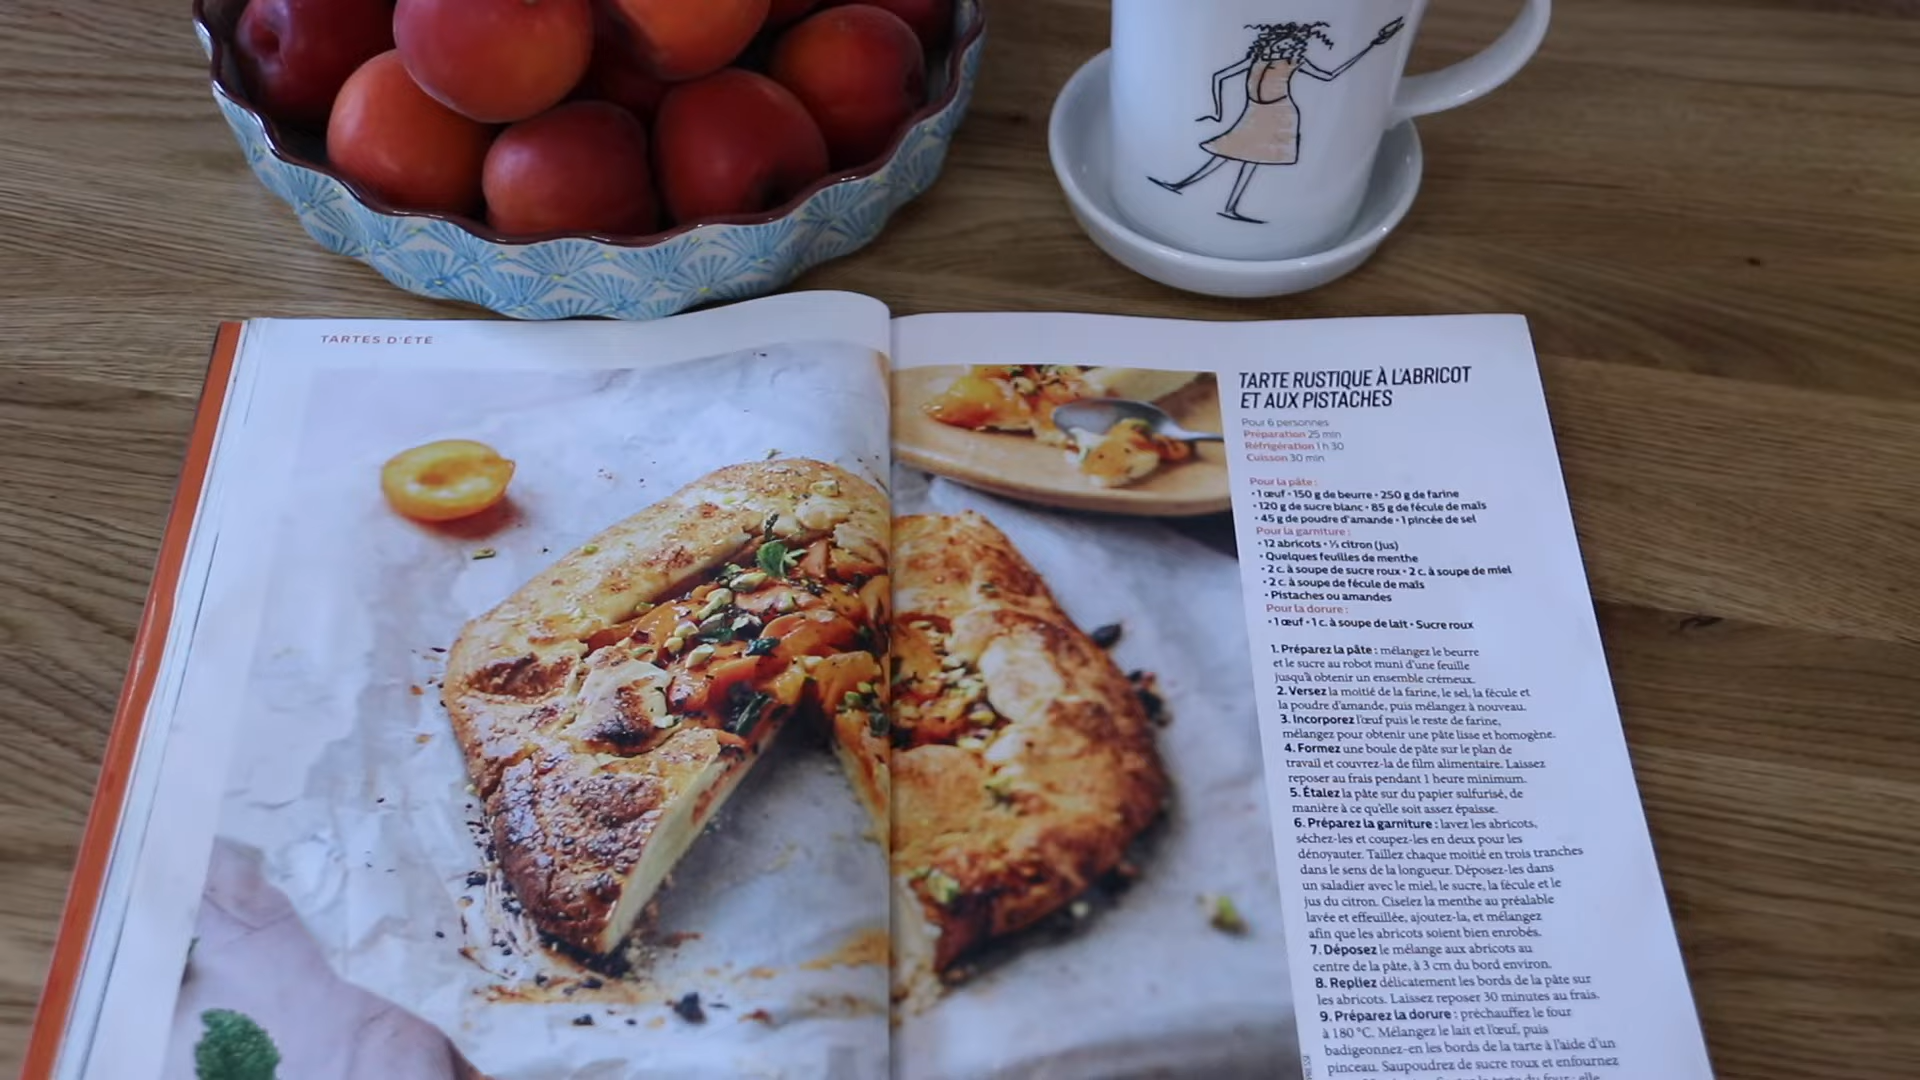 TARTES D'ÉTÉ
TARTE RUSTIQUE À L'ABRICOT
ET AUX PISTACHES
Pour 6 personnes
Préparation 25 min
Réfrigération 1 h 30
Cuisson 30 min
Pour la pâte :
• 1 œuf • 150 g de beurre • 250 g de farine
• 120 g de sucre blanc • 85 g de fécule de maïs
• 45 g de poudre d'amande • 1 pincée de sel
Pour la garniture :
• 12 abricots • ½ citron (jus)
• Quelques feuilles de menthe
• 2 c. à soupe de sucre roux • 2 c. à soupe de miel
• 2 c. à soupe de fécule de maïs
• Pistaches ou amandes
Pour la dorure :
• 1 œuf • 1 c. à soupe de lait • Sucre roux
1. Préparez la pâte : mélangez le beurre
et le sucre au robot muni d'une feuille
jusqu'à obtenir un ensemble crémeux.
2. Versez la moitié de la farine, le sel, la fécule et
la poudre d'amande, puis mélangez à nouveau.
3. Incorporez l'œuf puis le reste de farine,
mélangez pour obtenir une pâte lisse et homogène.
4. Formez une boule de pâte sur le plan de
travail et couvrez-la de film alimentaire. Laissez
reposer au frais pendant 1 heure minimum.
5. Étalez la pâte sur du papier sulfurisé, de
manière à ce qu'elle soit assez épaisse.
6. Préparez la garniture : lavez les abricots,
séchez-les et coupez-les en deux pour les
dénoyauter. Taillez chaque moitié en trois tranches
dans le sens de la longueur. Déposez-les dans
un saladier avec le miel, le sucre, la fécule et le
jus du citron. Ciselez la menthe au préalable
lavée et effeuillée, ajoutez-la, et mélangez
afin que les abricots soient bien enrobés.
7. Déposez le mélange aux abricots au
centre de la pâte, à 3 cm du bord environ.
8. Repliez délicatement les bords de la pâte sur
les abricots. Laissez reposer 30 minutes au frais.
9. Préparez la dorure : préchauffez le four
à 180 °C. Mélangez le lait et l'œuf, puis
badigeonnez-en les bords de la tarte à l'aide d'un
pinceau. Saupoudrez de sucre roux et enfournez